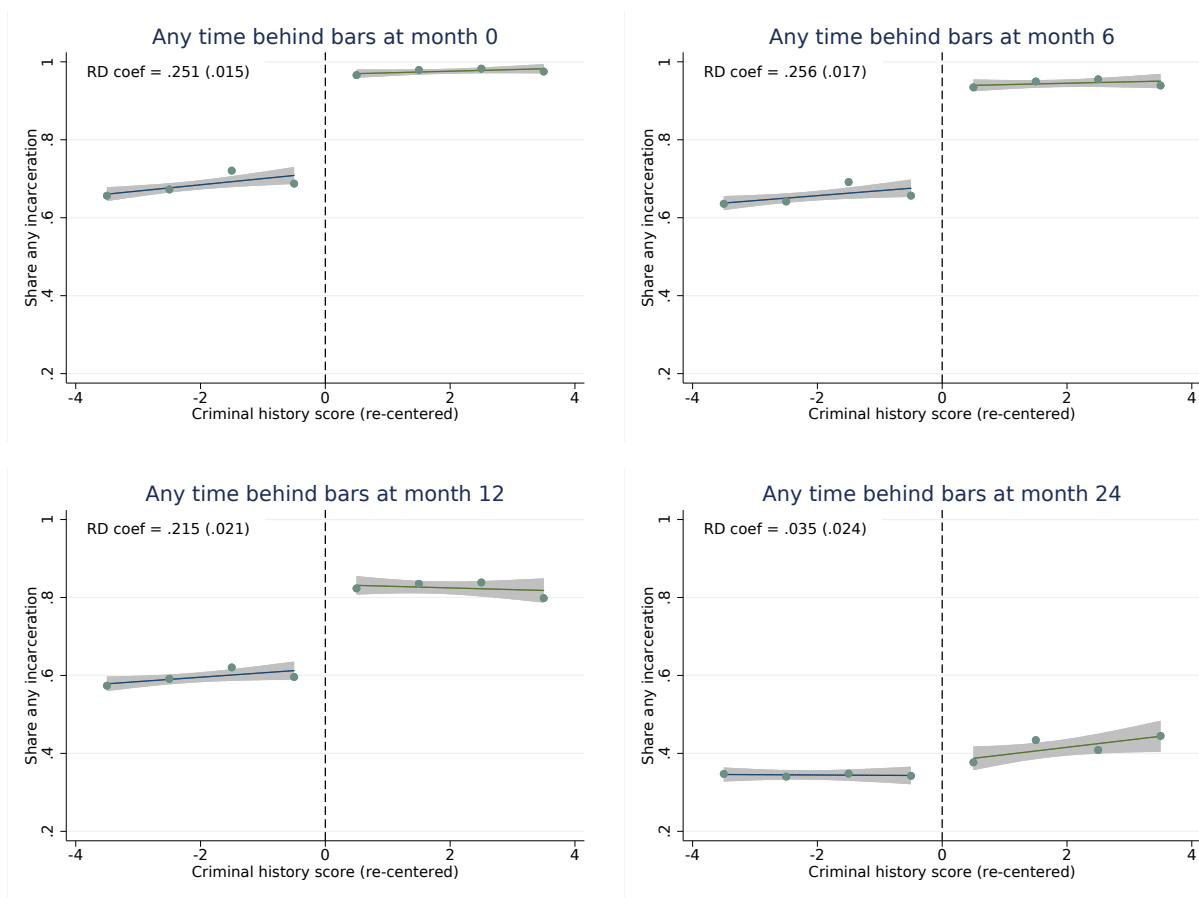 Any time behind bars at month 0
RD coef = .251 (.015)
Share any incarceration
1
.8
.6
.4
.2
-4 -2 0 2 4
Criminal history score (re-centered)
Any time behind bars at month 6
RD coef = .256 (.017)
Share any incarceration
1
.8
.6
.4
.2
-4 -2 0 2 4
Criminal history score (re-centered)
Any time behind bars at month 12
RD coef = .215 (.021)
Share any incarceration
1
.8
.6
.4
.2
-4 -2 0 2 4
Criminal history score (re-centered)
Any time behind bars at month 24
RD coef = .035 (.024)
Share any incarceration
1
.8
.6
.4
.2
-4 -2 0 2 4
Criminal history score (re-centered)